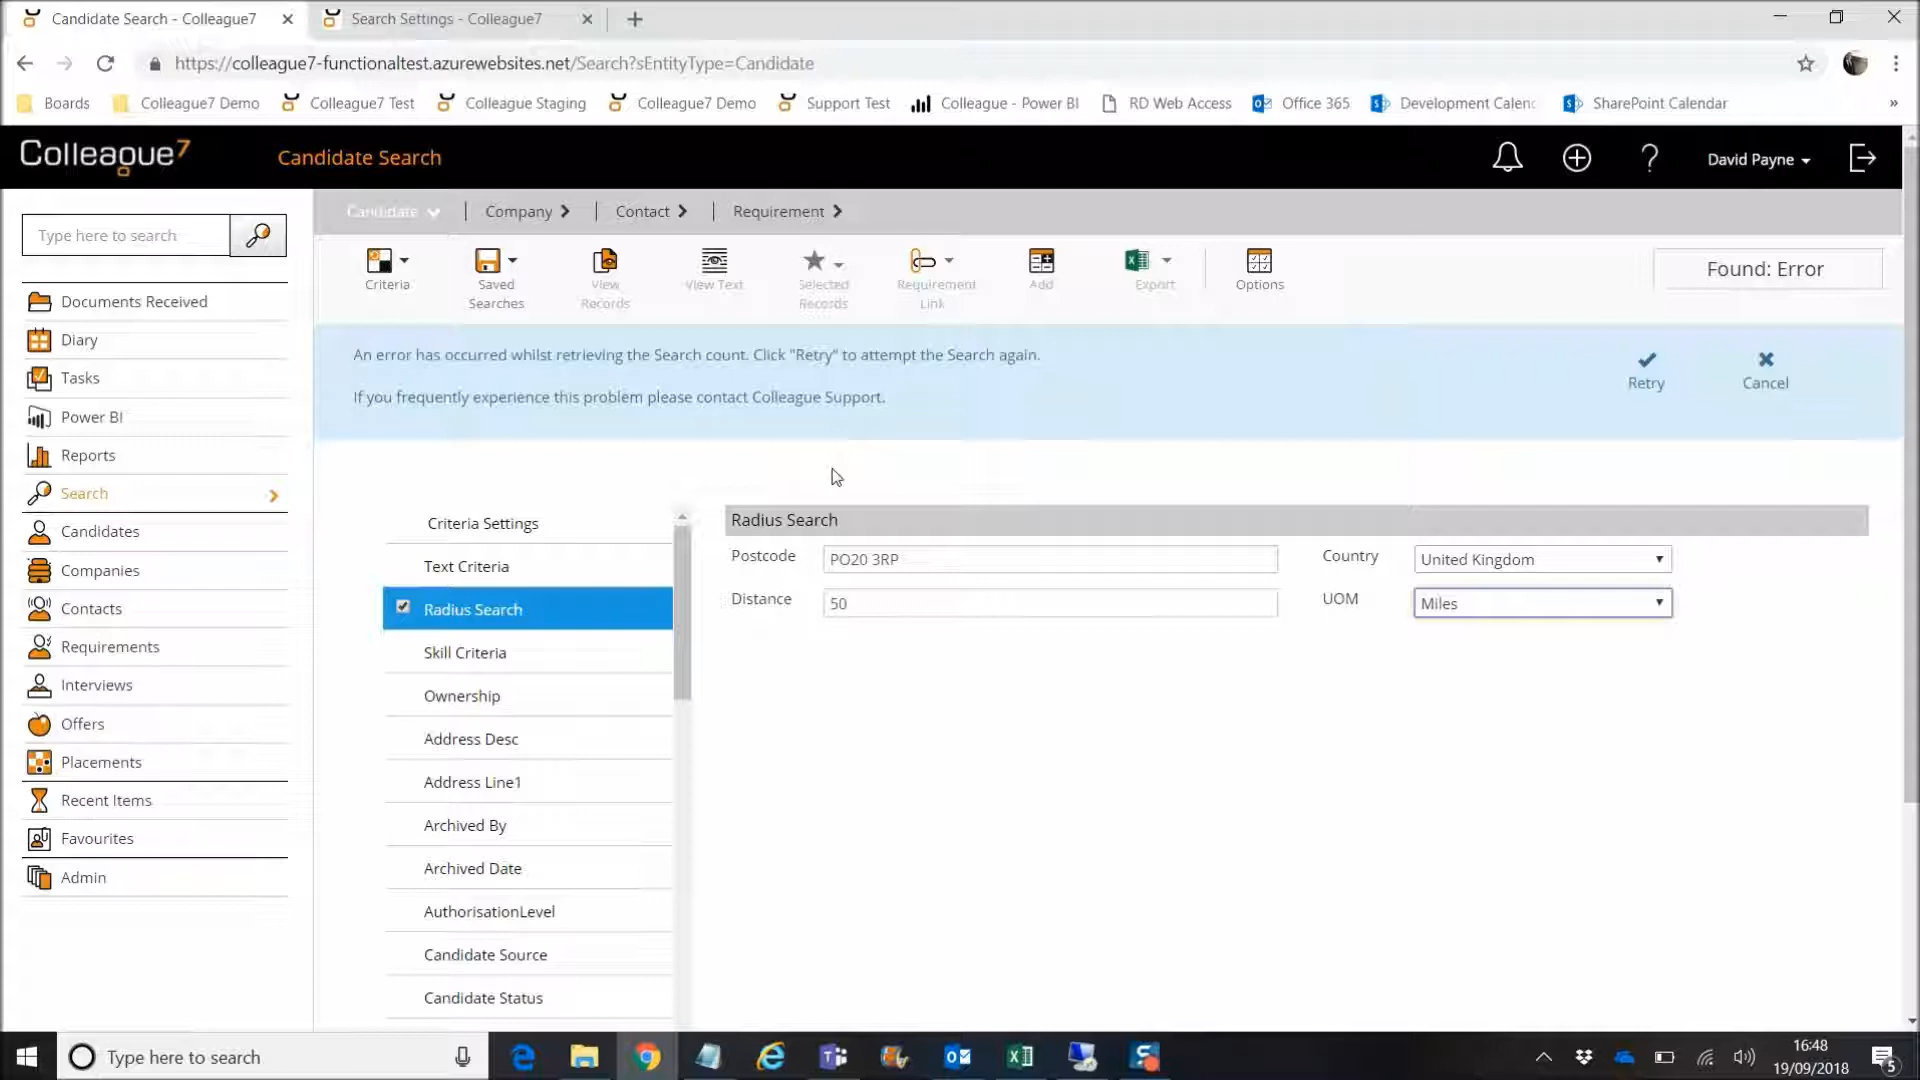 Candidate Search - Colleague7
Search Settings - Colleague7
https://colleague7-functionaltest.azurewebsites.net/Search?sEntityType=Candidate
Boards
Colleague7 Demo
Colleague7 Test
Colleague Staging
Colleague7 Demo
Support Test
Colleague - Power BI
RD Web Access
Office 365
Development Calend
SharePoint Calendar
»
Colleague7
Candidate Search
?
David Payne
Type here to search
Candidate
Company
Contact
Requirement
Criteria
Saved
Searches
View
Records
View Text
Selected
Records
Requirement
Link
Add
Export
Options
Found: Error
An error has occurred whilst retrieving the Search count. Click "Retry" to attempt the Search again.
If you frequently experience this problem please contact Colleague Support.
Retry
Cancel
Documents Received
Diary
Tasks
Power BI
Reports
Search
Candidates
Companies
Contacts
Requirements
Interviews
Offers
Placements
Recent Items
Favourites
Admin
Criteria Settings
Text Criteria
Radius Search
Skill Criteria
Ownership
Address Desc
Address Line1
Archived By
Archived Date
AuthorisationLevel
Candidate Source
Candidate Status
Radius Search
Postcode
PO20 3RP
Country
United Kingdom
Distance
50
UOM
Miles
Type here to search
16:48
19/09/2018
5